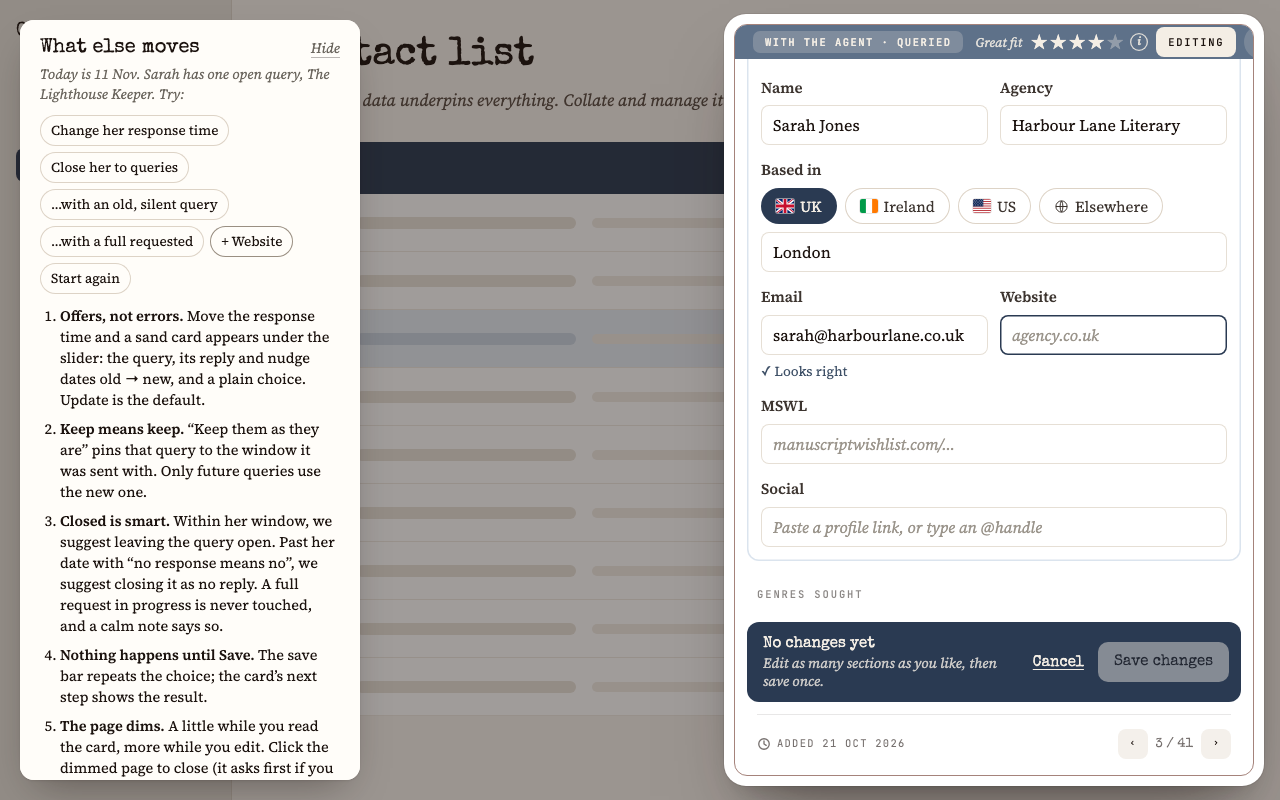 What else moves
Hide
Today is 11 Nov. Sarah has one open query, The
Lighthouse Keeper. Try:
Change her response time
Close her to queries
…with an old, silent query
…with a full requested
+ Website
Start again
1. Offers, not errors. Move the response
time and a sand card appears under the
slider: the query, its reply and nudge
dates old → new, and a plain choice.
Update is the default.
2. Keep means keep. “Keep them as they
are” pins that query to the window it
was sent with. Only future queries use
the new one.
3. Closed is smart. Within her window, we
suggest leaving the query open. Past her
date with “no response means no”, we
suggest closing it as no reply. A full
request in progress is never touched,
and a calm note says so.
4. Nothing happens until Save. The save
bar repeats the choice; the card’s next
step shows the result.
5. The page dims. A little while you read
the card, more while you edit. Click the
dimmed page to close (it asks first if you
tact list
data underpins everything. Collate and manage it
WITH THE AGENT · QUERIED
Great fit ★★★★★
i
EDITING
Name
Agency
Sarah Jones
Harbour Lane Literary
Based in
UK
Ireland
US
Elsewhere
London
Email
Website
sarah@harbourlane.co.uk
agency.co.uk
✓ Looks right
MSWL
manuscriptwishlist.com/…
Social
Paste a profile link, or type an @handle
GENRES SOUGHT
No changes yet
Edit as many sections as you like, then
save once.
Cancel
Save changes
ADDED 21 OCT 2026
‹ 3 / 41 ›